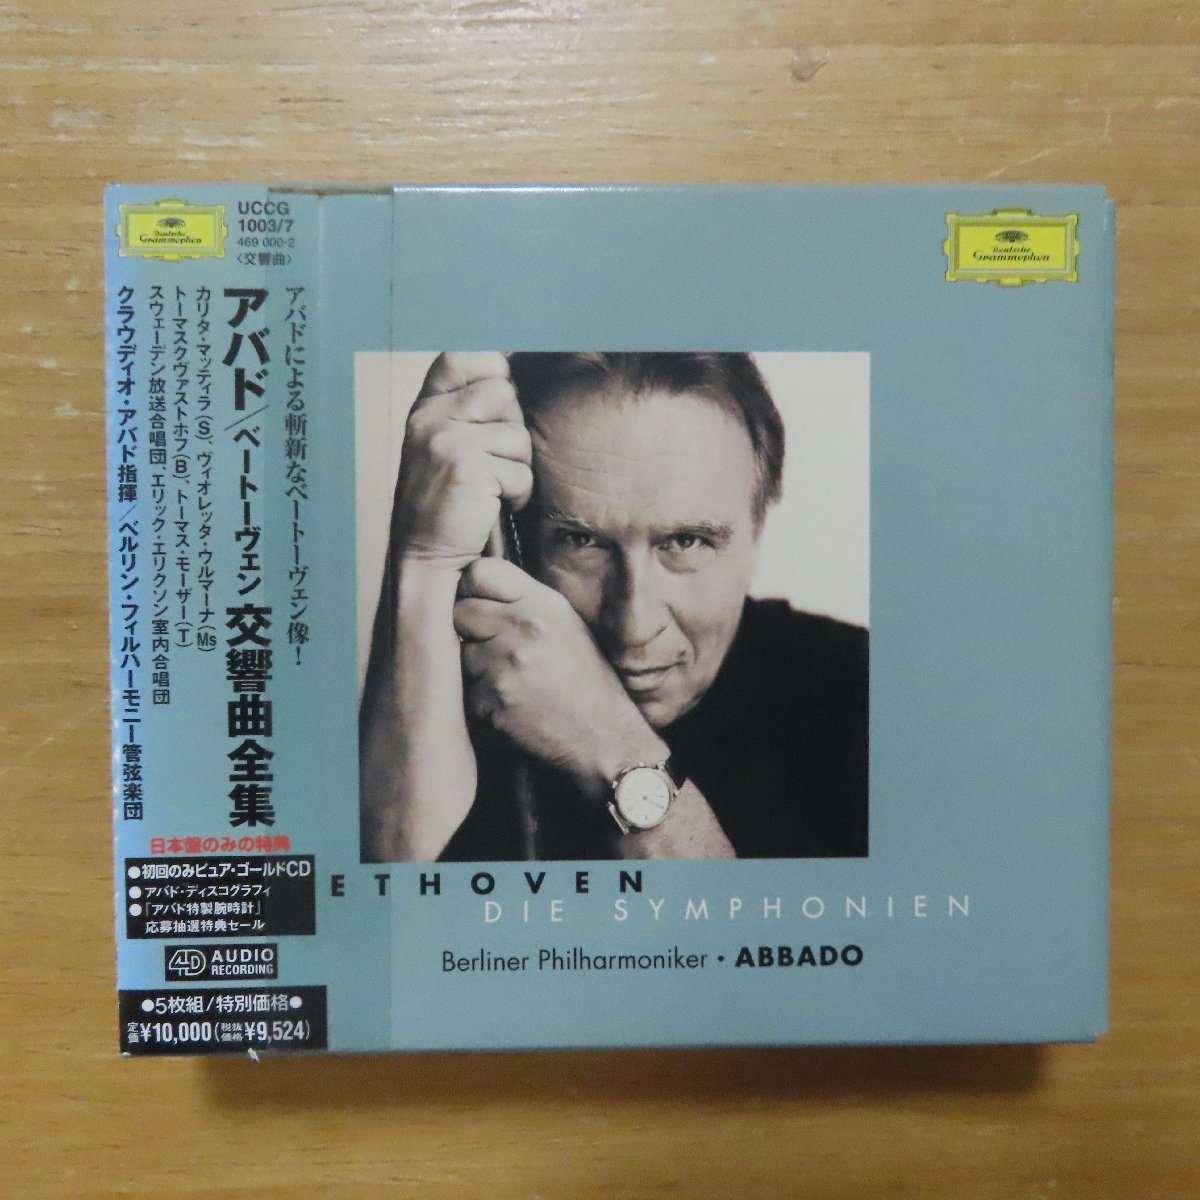 Deutsche
Grammophon
UCCG
1003/7
469 000-2
〈交響曲〉
アバドによる斬新なベートーヴェン像!
アバド/ベートーヴェン 交響曲全集
カリタ・マッティラ(S)、ヴィオレッタ・ウルマーナ(Ms)
トーマスクヴァストホフ(B)、トーマス・モーザー(T)
スウェーデン放送合唱団、エリック・エリクソン室内合唱団
クラウディオ・アバド指揮/ベルリン・フィルハーモニー管弦楽団
日本盤のみの特典
●初回のみピュア・ゴールドCD
●アバド・ディスコグラフィ
●「アバド特製腕時計」
応募抽選特典セール
4D AUDIO
RECORDING
●5枚組/特別価格●
定価¥10,000(税抜価格¥9,524)
Deutsche
Grammophon
ETHOVEN
DIE SYMPHONIEN
Berliner Philharmoniker • ABBADO